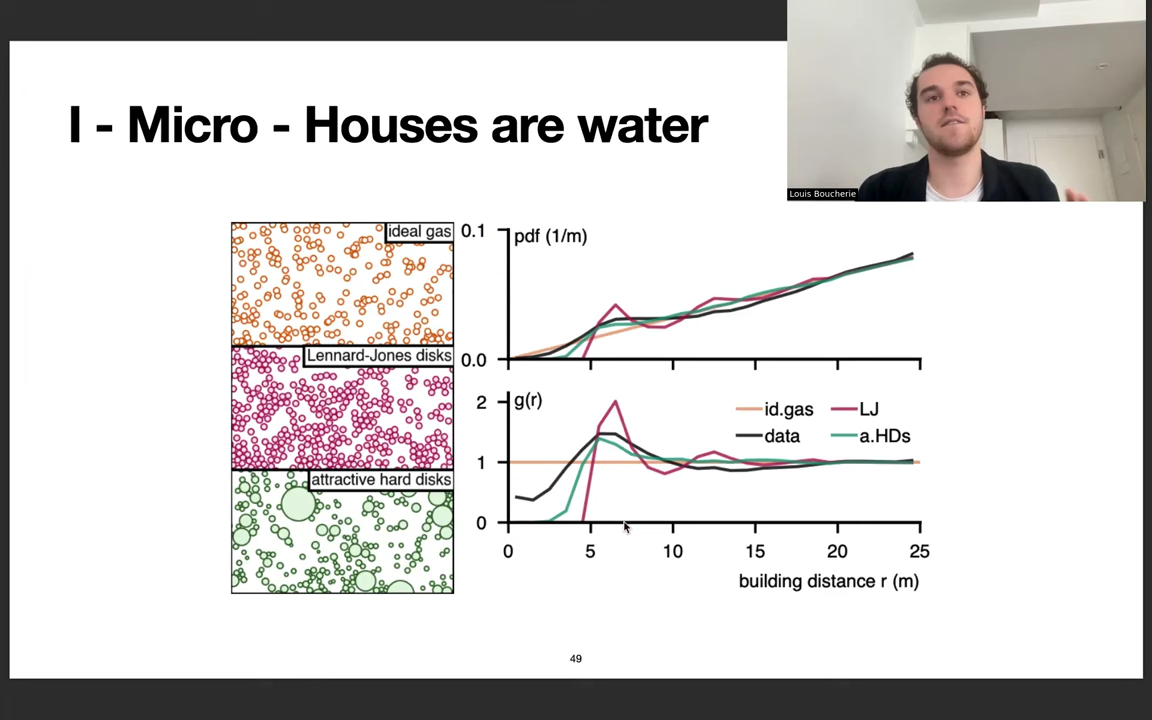 I - Micro - Houses are water
Louis Boucherie
ideal gas
Lennard-Jones disks
attractive hard disks
0.1
pdf (1/m)
0.0
2
g(r)
id.gas
LJ
data
a.HDs
1
0
0
5
10
15
20
25
building distance r (m)
49